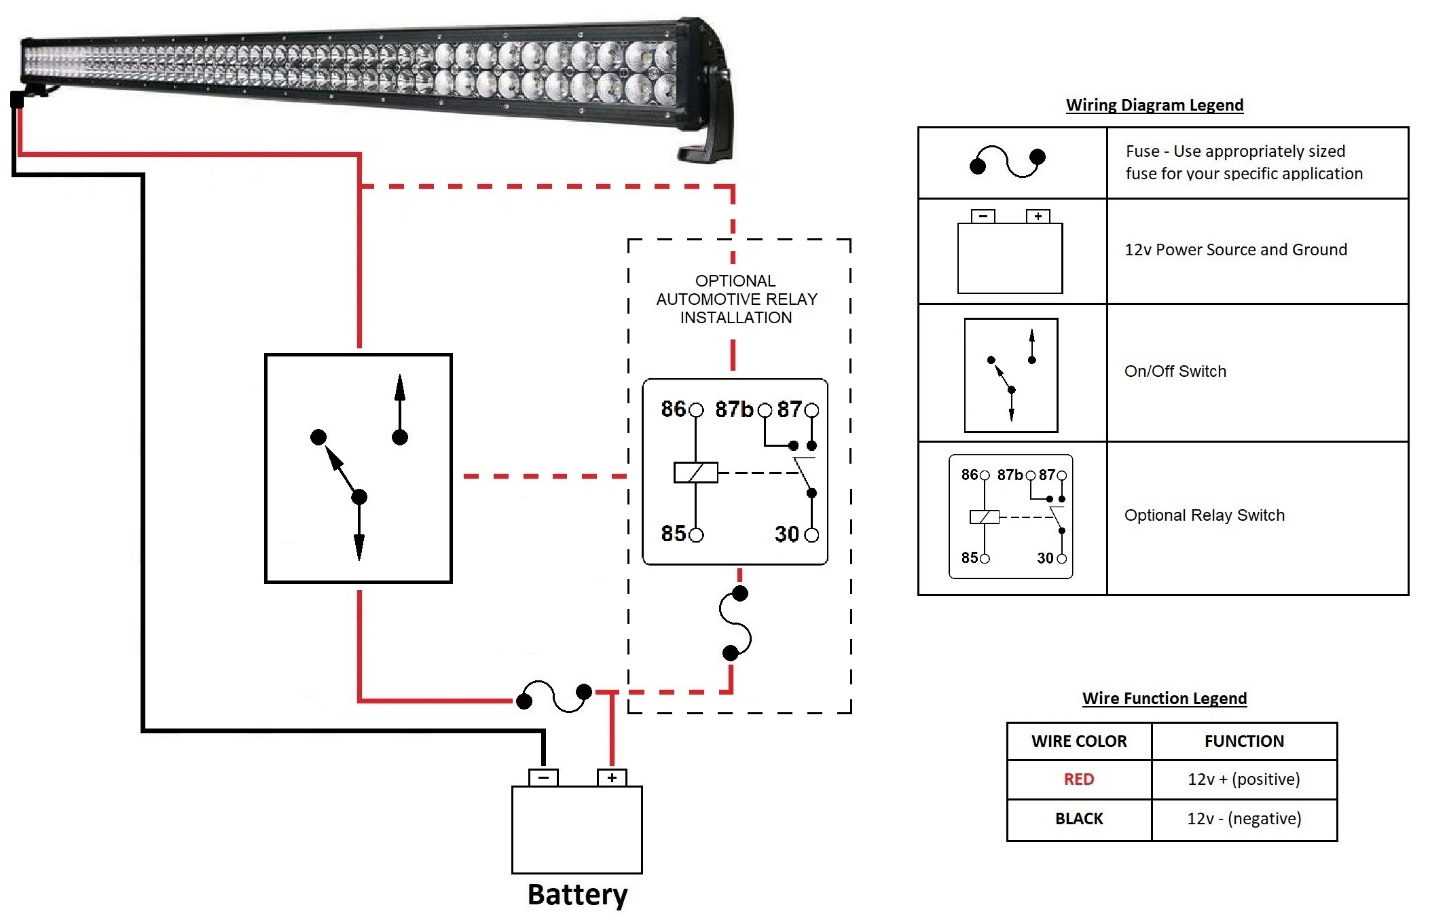 OPTIONAL
AUTOMOTIVE RELAY
INSTALLATION
86 87b 87
85 30
− +
Battery
Wiring Diagram Legend
Fuse - Use appropriately sized
fuse for your specific application
− +
12v Power Source and Ground
On/Off Switch
86 87b 87
85 30
Optional Relay Switch
Wire Function Legend
WIRE COLOR FUNCTION
RED 12v + (positive)
BLACK 12v - (negative)